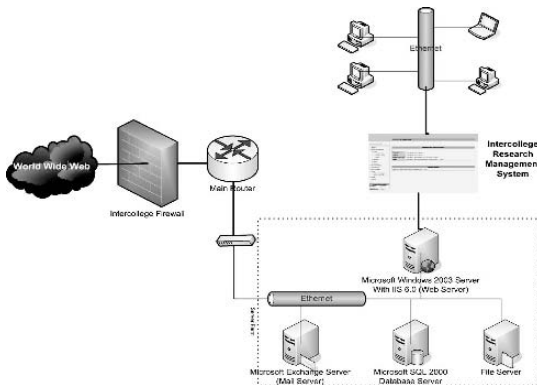 Ethernet
World Wide Web
Main Router
Intercollege Firewall
Intercollege
Research
Management
System
Microsoft Windows 2003 Server
With IIS 6.0 (Web Server)
Ethernet
Microsoft Exchange Server
(Mail Server)
Microsoft SQL 2000
Database Server
File Server